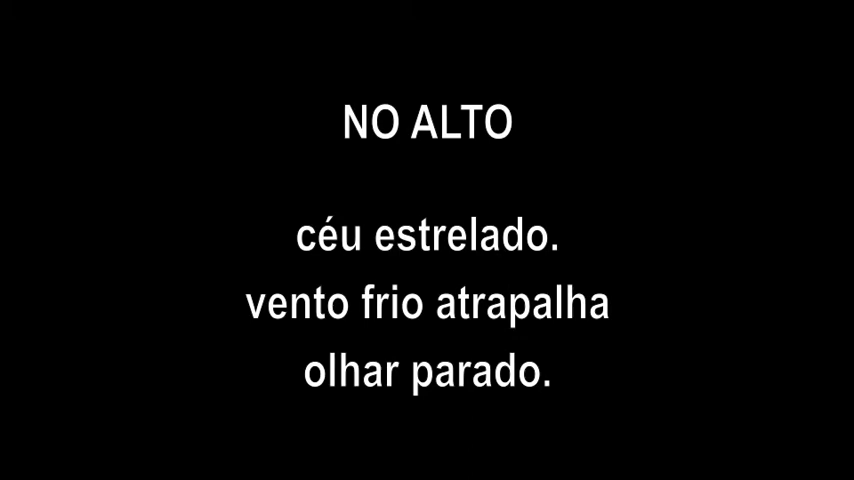 NO ALTO
céu estrelado.
vento frio atrapalha
olhar parado.